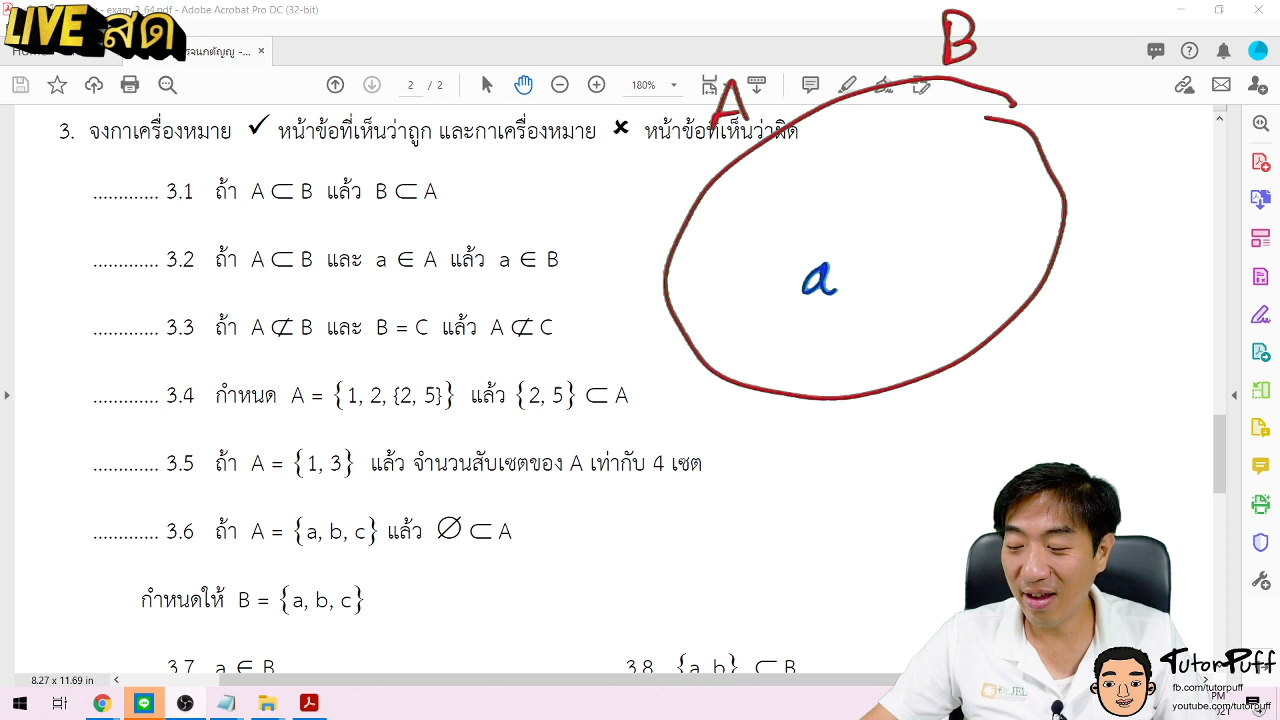 LIVE สด
exam_2_64.pdf - Adobe Acrobat Pro DC (32-bit)
B
2 / 2
180%
A
3. จงกาเครื่องหมาย ✓ หน้าข้อที่เห็นว่าถูก และกาเครื่องหมาย ✗ หน้าข้อที่เห็นว่าผิด
............. 3.1 ถ้า A ⊂ B แล้ว B ⊂ A
............. 3.2 ถ้า A ⊂ B และ a ∈ A แล้ว a ∈ B
a
............. 3.3 ถ้า A ⊄ B และ B = C แล้ว A ⊄ C
............. 3.4 กำหนด A = {1, 2, {2, 5}} แล้ว {2, 5} ⊂ A
............. 3.5 ถ้า A = {1, 3} แล้ว จำนวนสับเซตของ A เท่ากับ 4 เซต
............. 3.6 ถ้า A = {a, b, c} แล้ว ∅ ⊂ A
กำหนดให้ B = {a, b, c}
3.7 a ∈ B
3.8 {a, b} ⊂ B
8.27 x 11.69 in
TUTORPUFF
fb.com/tutorpuff
youtube.com/tutorpuff
PM